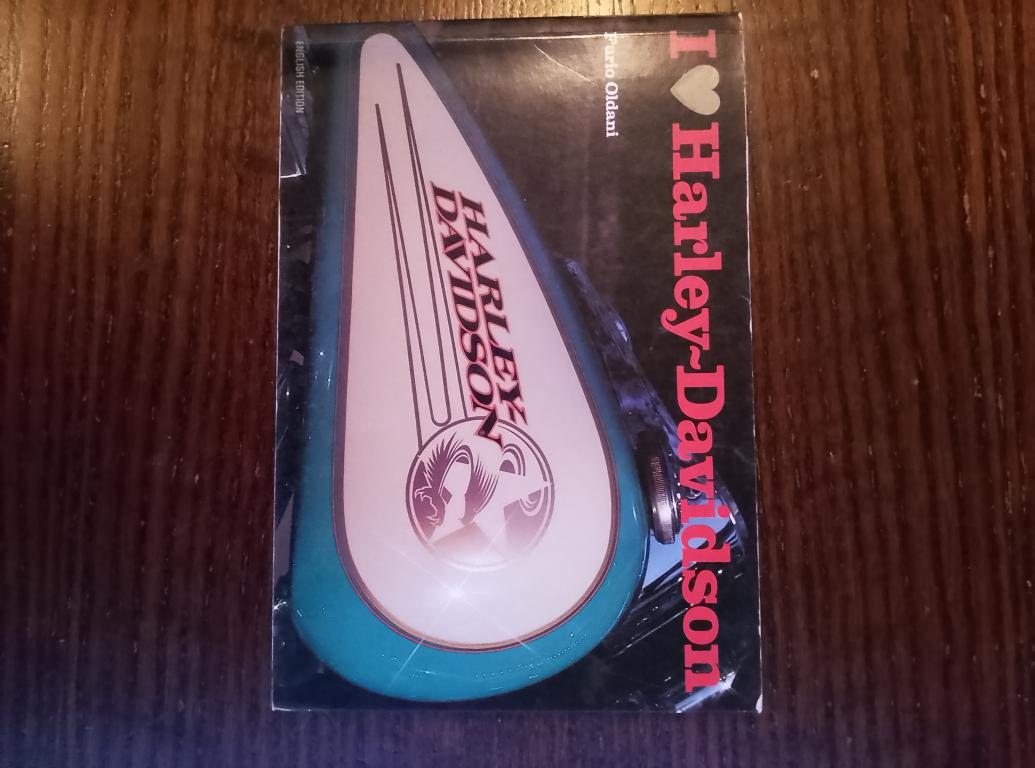 I ♥ Harley-Davidson
Furio Oldani
HARLEY
DAVIDSON
ENGLISH EDITION